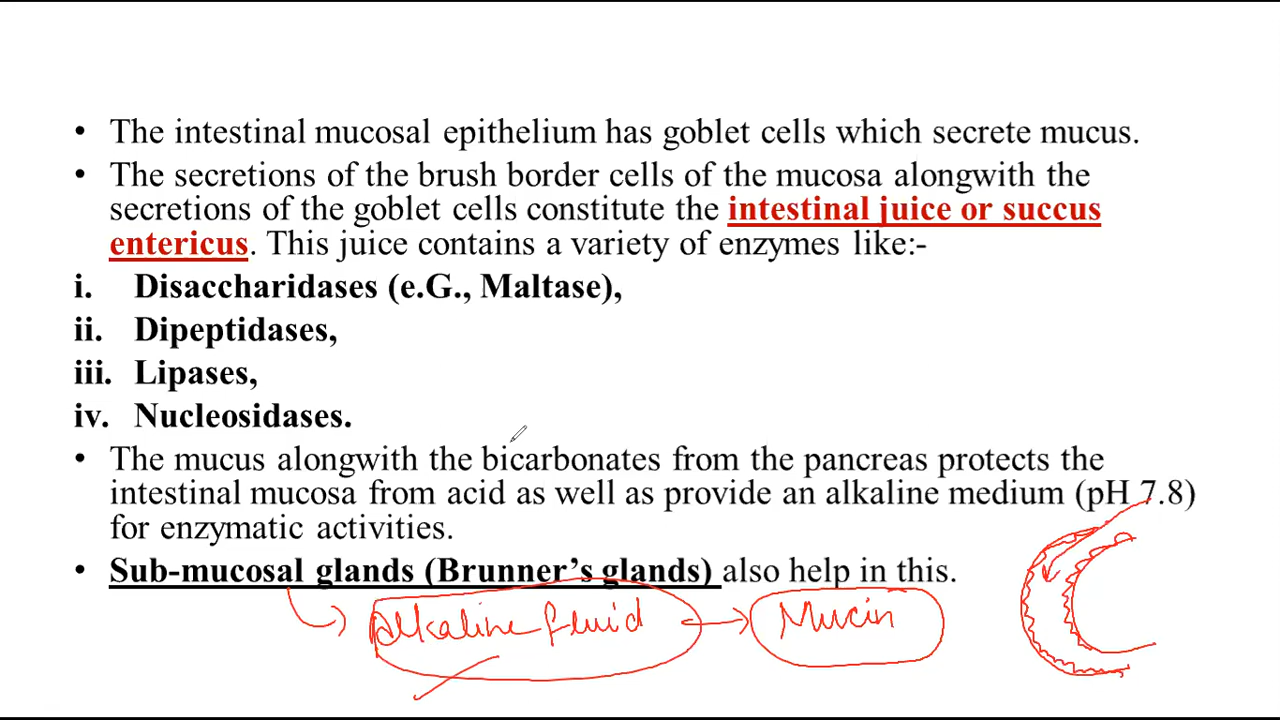 • The intestinal mucosal epithelium has goblet cells which secrete mucus.
• The secretions of the brush border cells of the mucosa alongwith the
secretions of the goblet cells constitute the intestinal juice or succus
entericus. This juice contains a variety of enzymes like:-
i. Disaccharidases (e.G., Maltase),
ii. Dipeptidases,
iii. Lipases,
iv. Nucleosidases.
• The mucus alongwith the bicarbonates from the pancreas protects the
intestinal mucosa from acid as well as provide an alkaline medium (pH 7.8)
for enzymatic activities.
• Sub-mucosal glands (Brunner’s glands) also help in this.
Alkaline fluid → Mucin